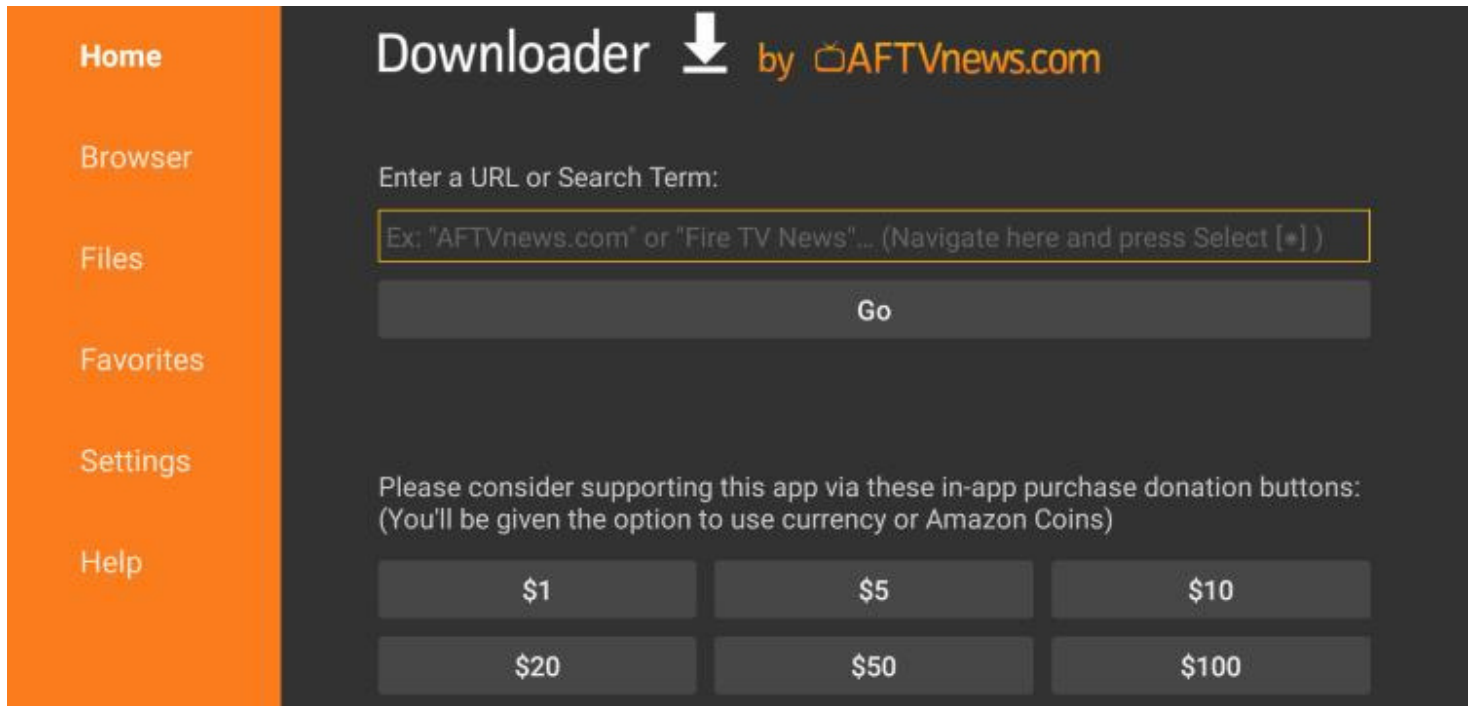 Home
Browser
Files
Favorites
Settings
Help
Downloader by AFTVnews.com
Enter a URL or Search Term:
Ex: "AFTVnews.com" or "Fire TV News"... (Navigate here and press Select [●] )
Go
Please consider supporting this app via these in-app purchase donation buttons:
(You'll be given the option to use currency or Amazon Coins)
$1 $5 $10
$20 $50 $100